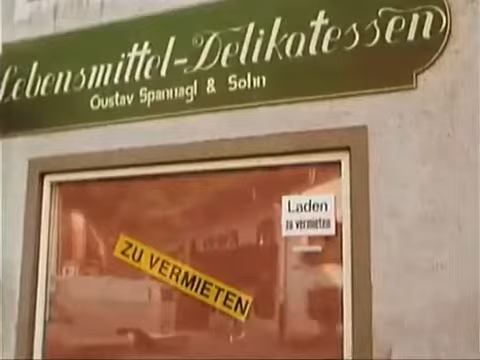 Lebensmittel-Delikatessen
Gustav Spannagl & Sohn
Laden
zu vermieten
ZU VERMIETEN